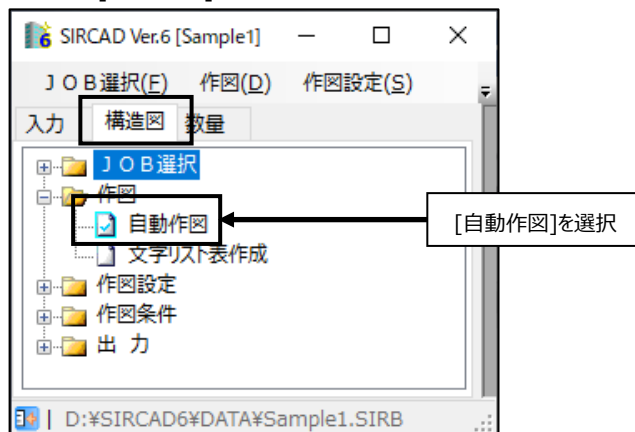 SIRCAD Ver.6 [Sample1]
JOB選択(F) 作図(D) 作図設定(S)
入力 構造図 数量
JOB選択
作図
自動作図
[自動作図]を選択
文字リスト表作成
作図設定
作図条件
出 力
D:¥SIRCAD6¥DATA¥Sample1.SIRB